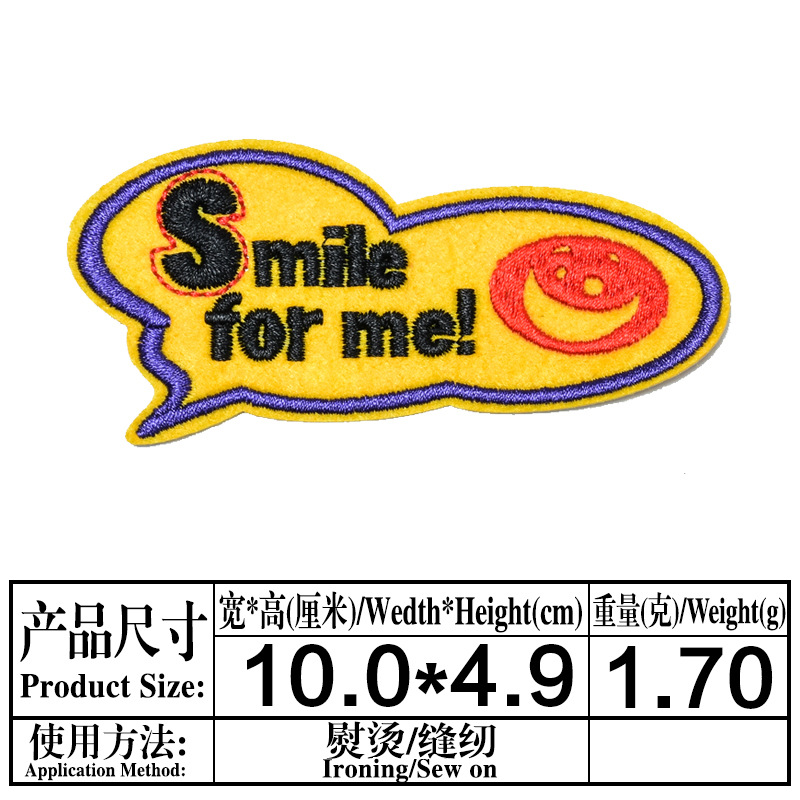 Smile
for me!
产品尺寸
Product Size:
宽*高(厘米)/Wedth*Height(cm)
重量(克)/Weight(g)
10.0*4.9
1.70
使用方法:
Application Method:
熨烫/缝纫
Ironing/Sew on